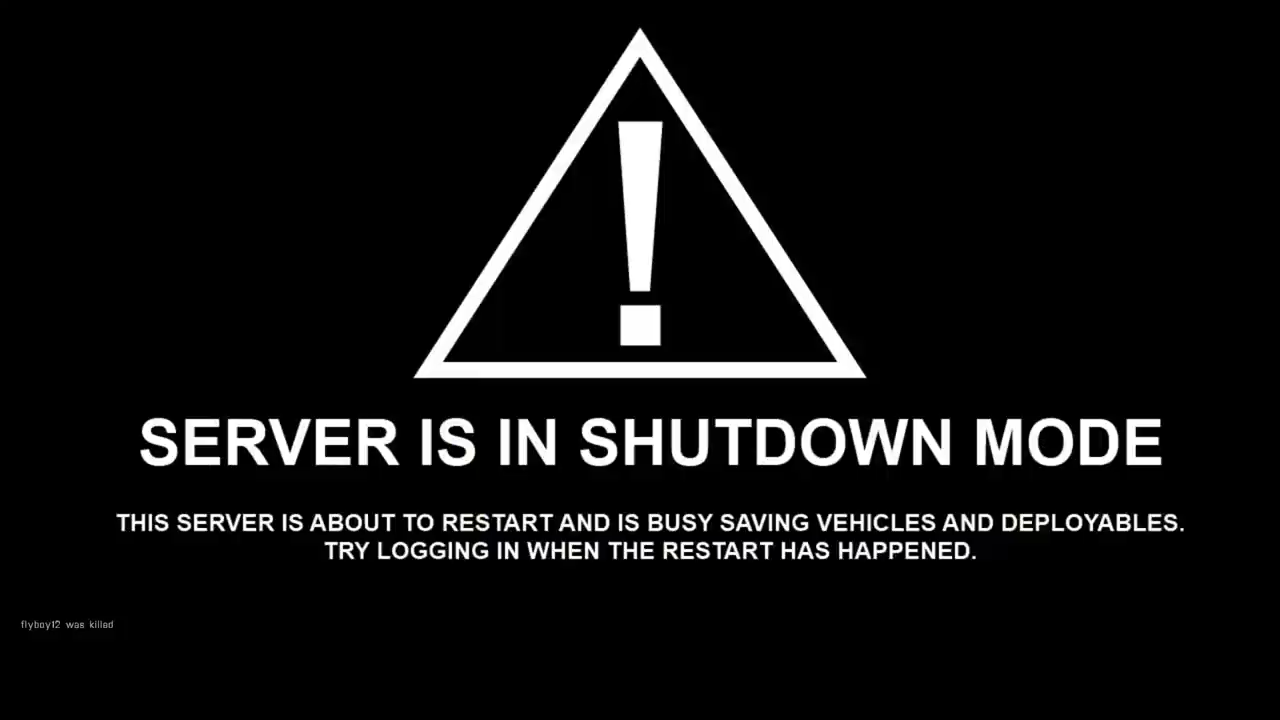 !
SERVER IS IN SHUTDOWN MODE
THIS SERVER IS ABOUT TO RESTART AND IS BUSY SAVING VEHICLES AND DEPLOYABLES.
TRY LOGGING IN WHEN THE RESTART HAS HAPPENED.
flyboy12 was killed